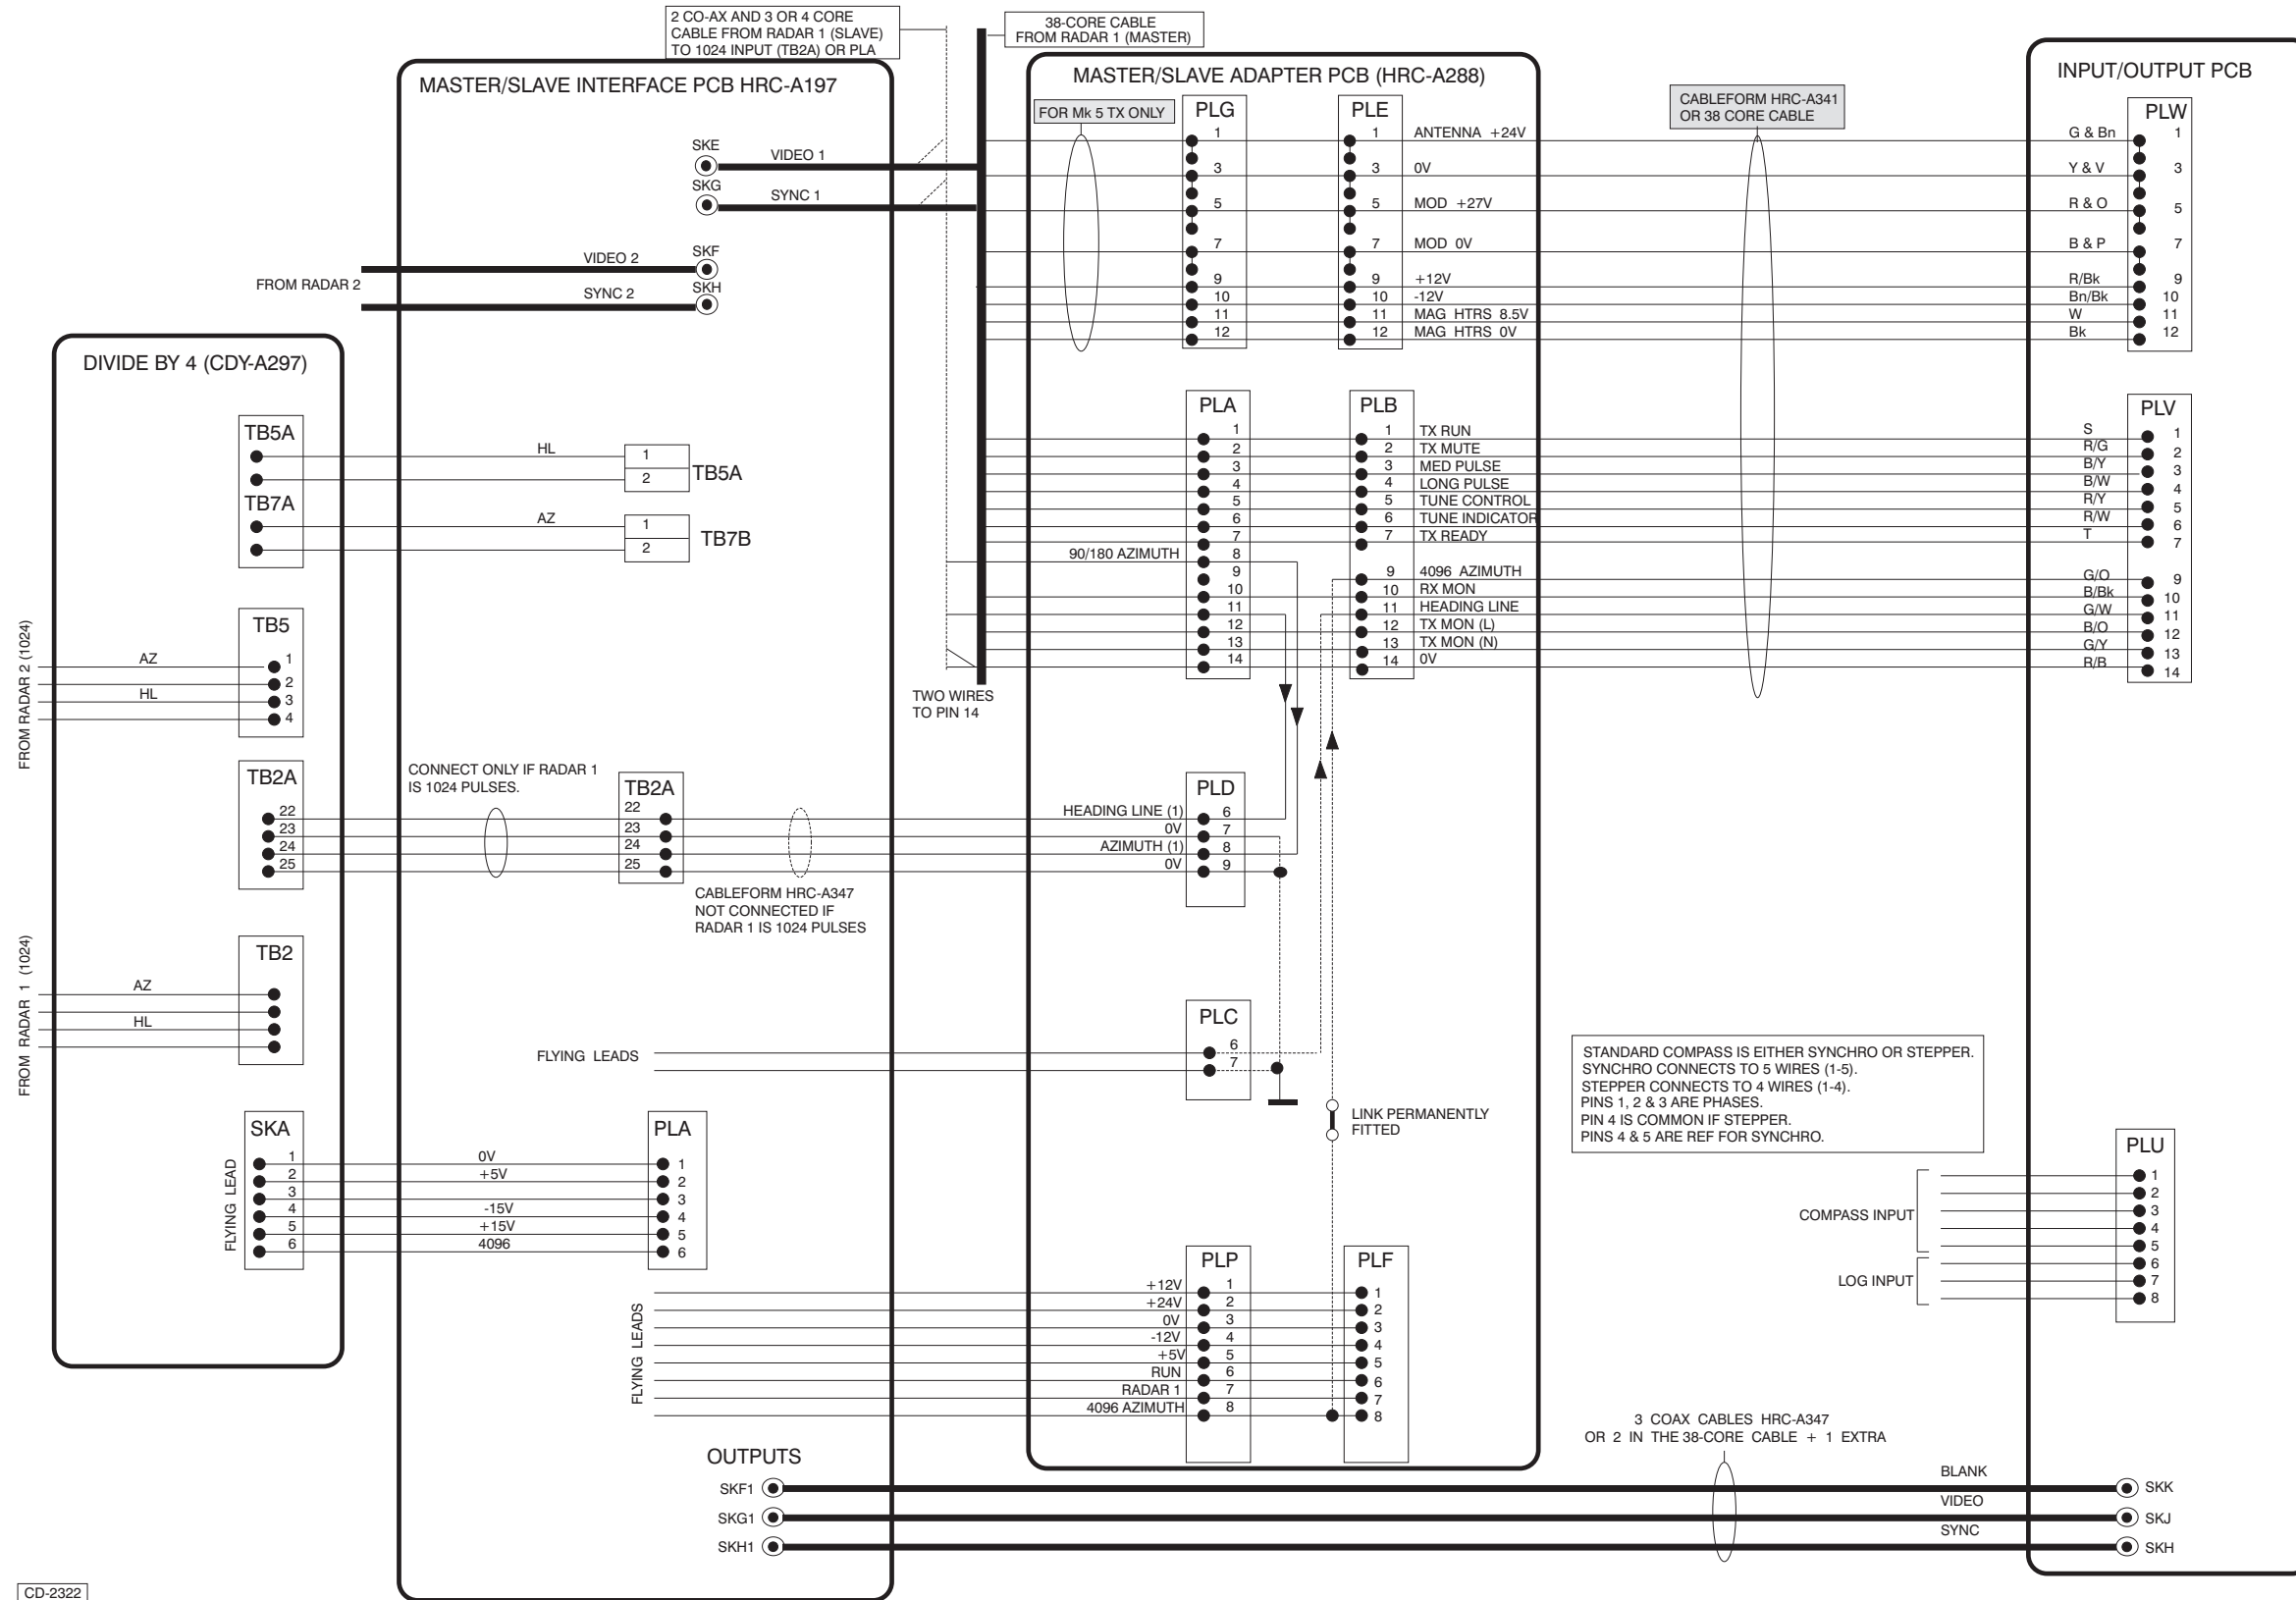 2 CO-AX AND 3 OR 4 CORE
CABLE FROM RADAR 1 (SLAVE)
TO 1024 INPUT (TB2A) OR PLA
38-CORE CABLE
FROM RADAR 1 (MASTER)
MASTER/SLAVE INTERFACE PCB HRC-A197
SKE
VIDEO 1
SKG
SYNC 1
FROM RADAR 2
VIDEO 2
SKF
SYNC 2
SKH
DIVIDE BY 4 (CDY-A297)
TB5A
HL
1
2
TB5A
TB7A
AZ
1
2
TB7B
FROM RADAR 2 (1024)
AZ
HL
TB5
1
2
3
4
TB2A
22
23
24
25
CONNECT ONLY IF RADAR 1
IS 1024 PULSES.
TB2A
22
23
24
25
CABLEFORM HRC-A347
NOT CONNECTED IF
RADAR 1 IS 1024 PULSES
FROM RADAR 1 (1024)
AZ
HL
TB2
FLYING LEADS
FLYING LEAD
SKA
1
2
3
4
5
6
0V
+5V
-15V
+15V
4096
PLA
1
2
3
4
5
6
FLYING LEADS
OUTPUTS
SKF1
SKG1
SKH1
MASTER/SLAVE ADAPTER PCB (HRC-A288)
FOR Mk 5 TX ONLY
PLG
1
3
5
7
9
10
11
12
PLE
1 ANTENNA +24V
3 0V
5 MOD +27V
7 MOD 0V
9 +12V
10 -12V
11 MAG HTRS 8.5V
12 MAG HTRS 0V
PLA
1
2
3
4
5
6
7
90/180 AZIMUTH 8
9
10
11
12
13
14
PLB
1 TX RUN
2 TX MUTE
3 MED PULSE
4 LONG PULSE
5 TUNE CONTROL
6 TUNE INDICATOR
7 TX READY
9 4096 AZIMUTH
10 RX MON
11 HEADING LINE
12 TX MON (L)
13 TX MON (N)
14 0V
TWO WIRES
TO PIN 14
PLD
HEADING LINE (1) 6
0V 7
AZIMUTH (1) 8
0V 9
PLC
6
7
LINK PERMANENTLY
FITTED
PLP
+12V 1
+24V 2
0V 3
-12V 4
+5V 5
RUN 6
RADAR 1 7
4096 AZIMUTH 8
PLF
1
2
3
4
5
6
7
8
CABLEFORM HRC-A341
OR 38 CORE CABLE
INPUT/OUTPUT PCB
PLW
G & Bn 1
Y & V 3
R & O 5
B & P 7
R/Bk 9
Bn/Bk 10
W 11
Bk 12
PLV
S 1
R/G 2
B/Y 3
B/W 4
R/Y 5
R/W 6
T 7
G/O 9
B/Bk 10
G/W 11
B/O 12
G/Y 13
R/B 14
STANDARD COMPASS IS EITHER SYNCHRO OR STEPPER.
SYNCHRO CONNECTS TO 5 WIRES (1-5).
STEPPER CONNECTS TO 4 WIRES (1-4).
PINS 1, 2 & 3 ARE PHASES.
PIN 4 IS COMMON IF STEPPER.
PINS 4 & 5 ARE REF FOR SYNCHRO.
PLU
COMPASS INPUT
1
2
3
4
5
LOG INPUT
6
7
8
3 COAX CABLES HRC-A347
OR 2 IN THE 38-CORE CABLE + 1 EXTRA
BLANK
SKK
VIDEO
SKJ
SYNC
SKH
CD-2322